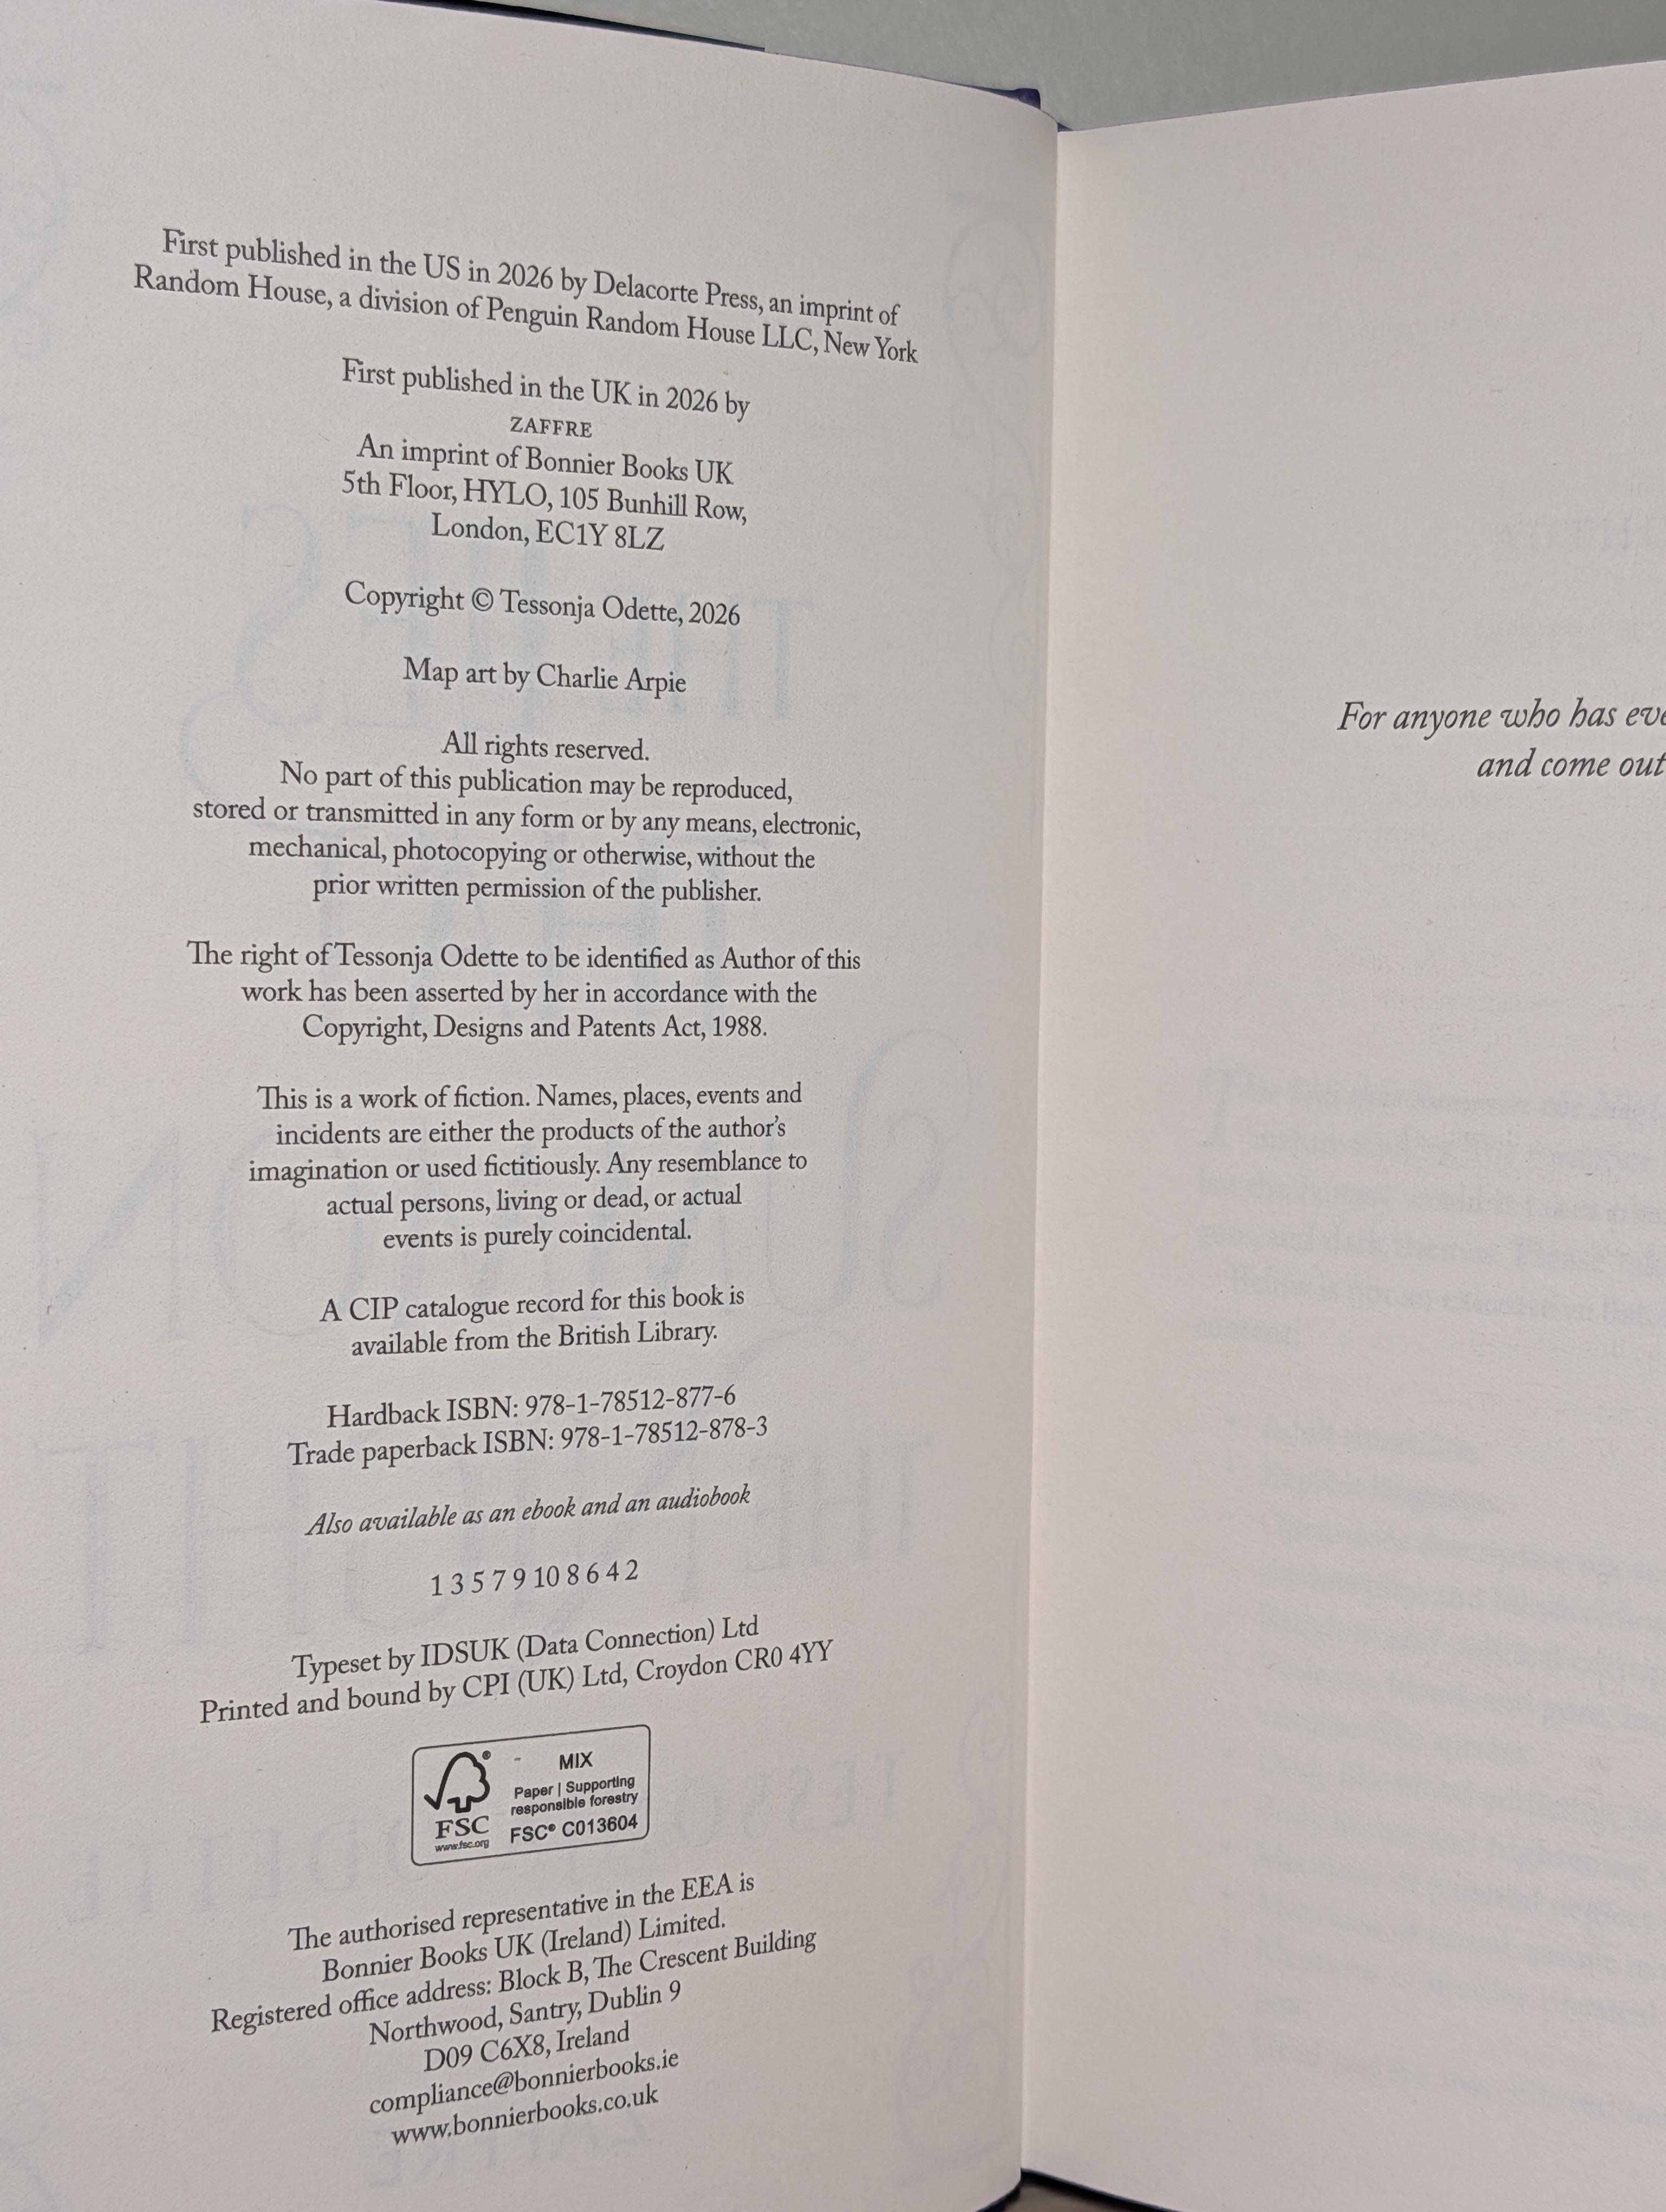 First published in the US in 2026 by Delacorte Press, an imprint of
Random House, a division of Penguin Random House LLC, New York
First published in the UK in 2026 by
ZAFFRE
An imprint of Bonnier Books UK
5th Floor, HYLO, 105 Bunhill Row,
London, EC1Y 8LZ
Copyright © Tessonja Odette, 2026
Map art by Charlie Arpie
All rights reserved.
No part of this publication may be reproduced,
stored or transmitted in any form or by any means, electronic,
mechanical, photocopying or otherwise, without the
prior written permission of the publisher.
The right of Tessonja Odette to be identified as Author of this
work has been asserted by her in accordance with the
Copyright, Designs and Patents Act, 1988.
This is a work of fiction. Names, places, events and
incidents are either the products of the author's
imagination or used fictitiously. Any resemblance to
actual persons, living or dead, or actual
events is purely coincidental.
A CIP catalogue record for this book is
available from the British Library.
Hardback ISBN: 978-1-78512-877-6
Trade paperback ISBN: 978-1-78512-878-3
Also available as an ebook and an audiobook
1 3 5 7 9 10 8 6 4 2
Typeset by IDSUK (Data Connection) Ltd
Printed and bound by CPI (UK) Ltd, Croydon CR0 4YY
MIX
Paper | Supporting
responsible forestry
FSC® C013604
FSC
www.fsc.org
The authorised representative in the EEA is
Bonnier Books UK (Ireland) Limited.
Registered office address: Block B, The Crescent Building
Northwood, Santry, Dublin 9
D09 C6X8, Ireland
compliance@bonnierbooks.ie
www.bonnierbooks.co.uk
For anyone who has eve
and come out